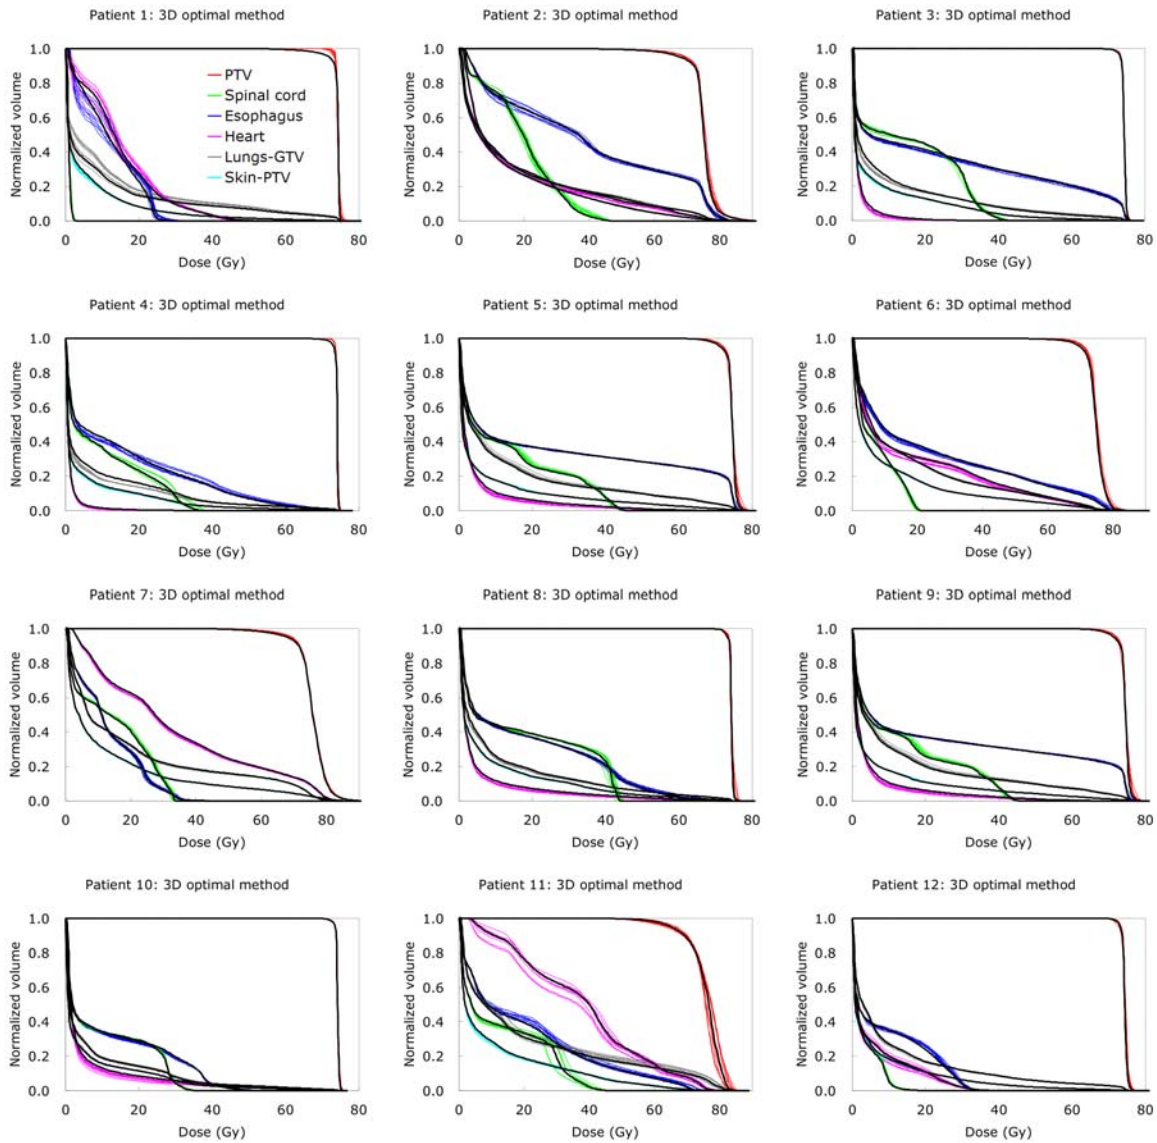 Patient 1: 3D optimal method
Patient 2: 3D optimal method
Patient 3: 3D optimal method
Normalized volume
1.0
0.8
0.6
0.4
0.2
0.0
PTV
Spinal cord
Esophagus
Heart
Lungs-GTV
Skin-PTV
0 20 40 60 80
Dose (Gy)
Normalized volume
1.0
0.8
0.6
0.4
0.2
0.0
0 20 40 60 80
Dose (Gy)
Normalized volume
1.0
0.8
0.6
0.4
0.2
0.0
0 20 40 60 80
Dose (Gy)
Patient 4: 3D optimal method
Patient 5: 3D optimal method
Patient 6: 3D optimal method
Normalized volume
1.0
0.8
0.6
0.4
0.2
0.0
0 20 40 60 80
Dose (Gy)
Normalized volume
1.0
0.8
0.6
0.4
0.2
0.0
0 20 40 60 80
Dose (Gy)
Normalized volume
1.0
0.8
0.6
0.4
0.2
0.0
0 20 40 60 80
Dose (Gy)
Patient 7: 3D optimal method
Patient 8: 3D optimal method
Patient 9: 3D optimal method
Normalized volume
1.0
0.8
0.6
0.4
0.2
0.0
0 20 40 60 80
Dose (Gy)
Normalized volume
1.0
0.8
0.6
0.4
0.2
0.0
0 20 40 60 80
Dose (Gy)
Normalized volume
1.0
0.8
0.6
0.4
0.2
0.0
0 20 40 60 80
Dose (Gy)
Patient 10: 3D optimal method
Patient 11: 3D optimal method
Patient 12: 3D optimal method
Normalized volume
1.0
0.8
0.6
0.4
0.2
0.0
0 20 40 60 80
Dose (Gy)
Normalized volume
1.0
0.8
0.6
0.4
0.2
0.0
0 20 40 60 80
Dose (Gy)
Normalized volume
1.0
0.8
0.6
0.4
0.2
0.0
0 20 40 60 80
Dose (Gy)